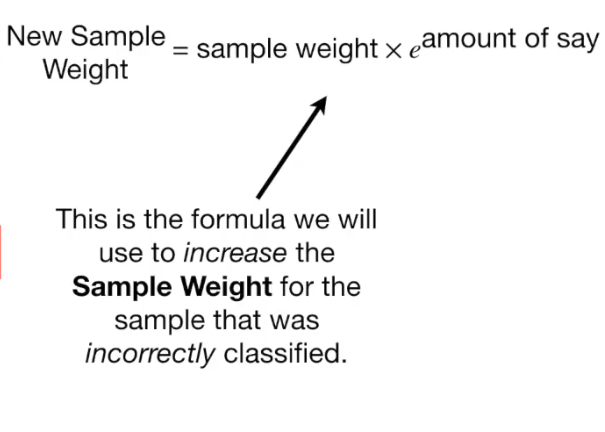 New Sample Weight = sample weight × e^amount of say
This is the formula we will
use to increase the
Sample Weight for the
sample that was
incorrectly classified.